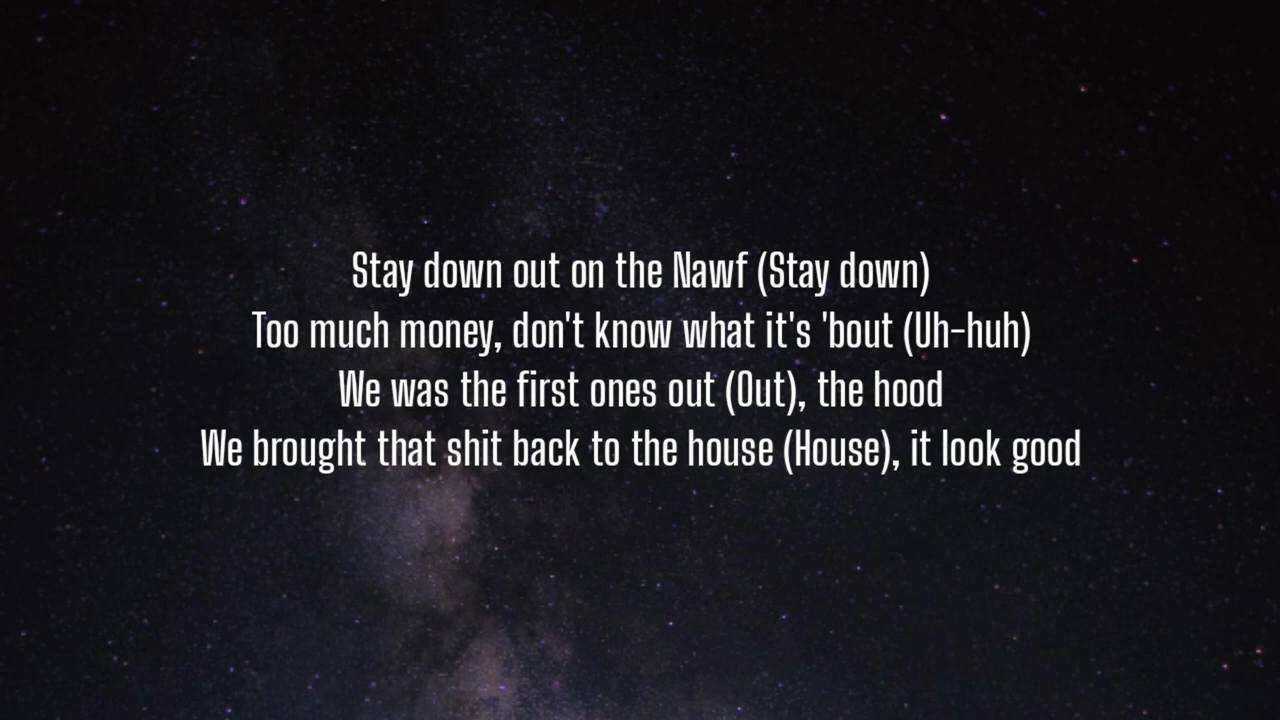 Stay down out on the Nawf (Stay down)
Too much money, don't know what it's 'bout (Uh-huh)
We was the first ones out (Out), the hood
We brought that shit back to the house (House), it look good